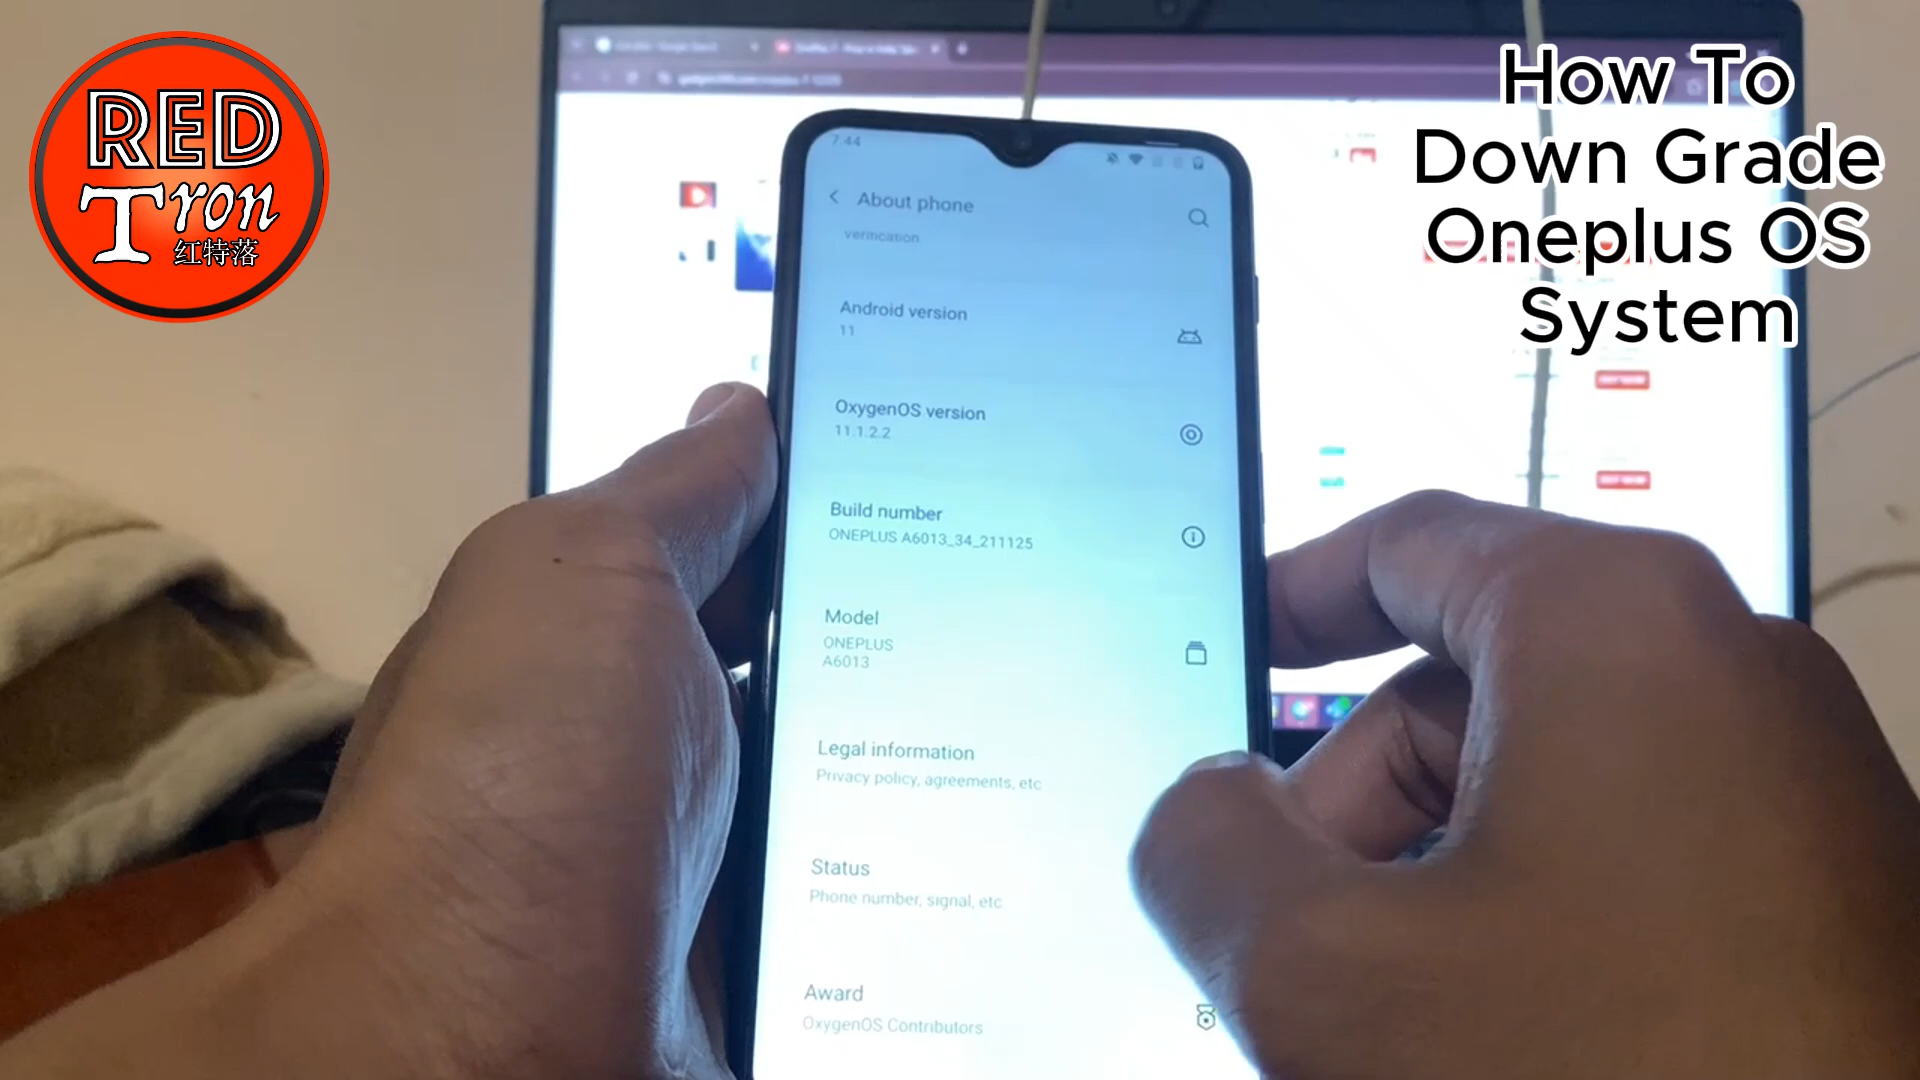 RED
Tron
红特落
How To
Down Grade
Oneplus OS
System
7:44
About phone
verification
Android version
11
OxygenOS version
11.1.2.2
Build number
ONEPLUS A6013_34_211125
Model
ONEPLUS
A6013
Legal information
Privacy policy, agreements, etc
Status
Phone number, signal, etc
Award
OxygenOS Contributors